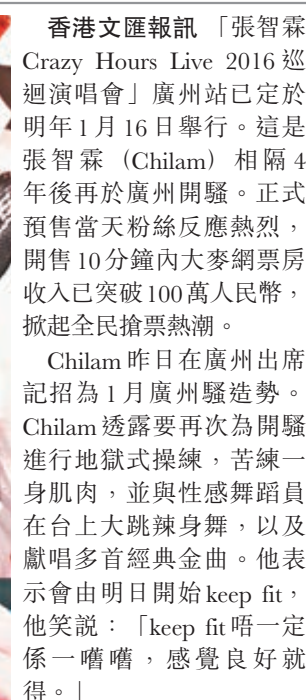 香港文匯報訊 「張智霖
Crazy Hours Live 2016 巡
迴演唱會」廣州站已定於
明年1月16日舉行。這是
張智霖（Chilam）相隔4
年後再於廣州開騷。正式
預售當天粉絲反應熱烈，
開售10分鐘內大麥網票房
收入已突破100萬人民幣，
掀起全民搶票熱潮。
Chilam昨日在廣州出席
記招為1月廣州騷造勢。
Chilam透露要再次為開騷
進行地獄式操練，苦練一
身肌肉，並與性感舞蹈員
在台上大跳辣身舞，以及
獻唱多首經典金曲。他表
示會由明日開始keep fit，
他笑說：「keep fit唔一定
係一嚿嚿，感覺良好就
得。」